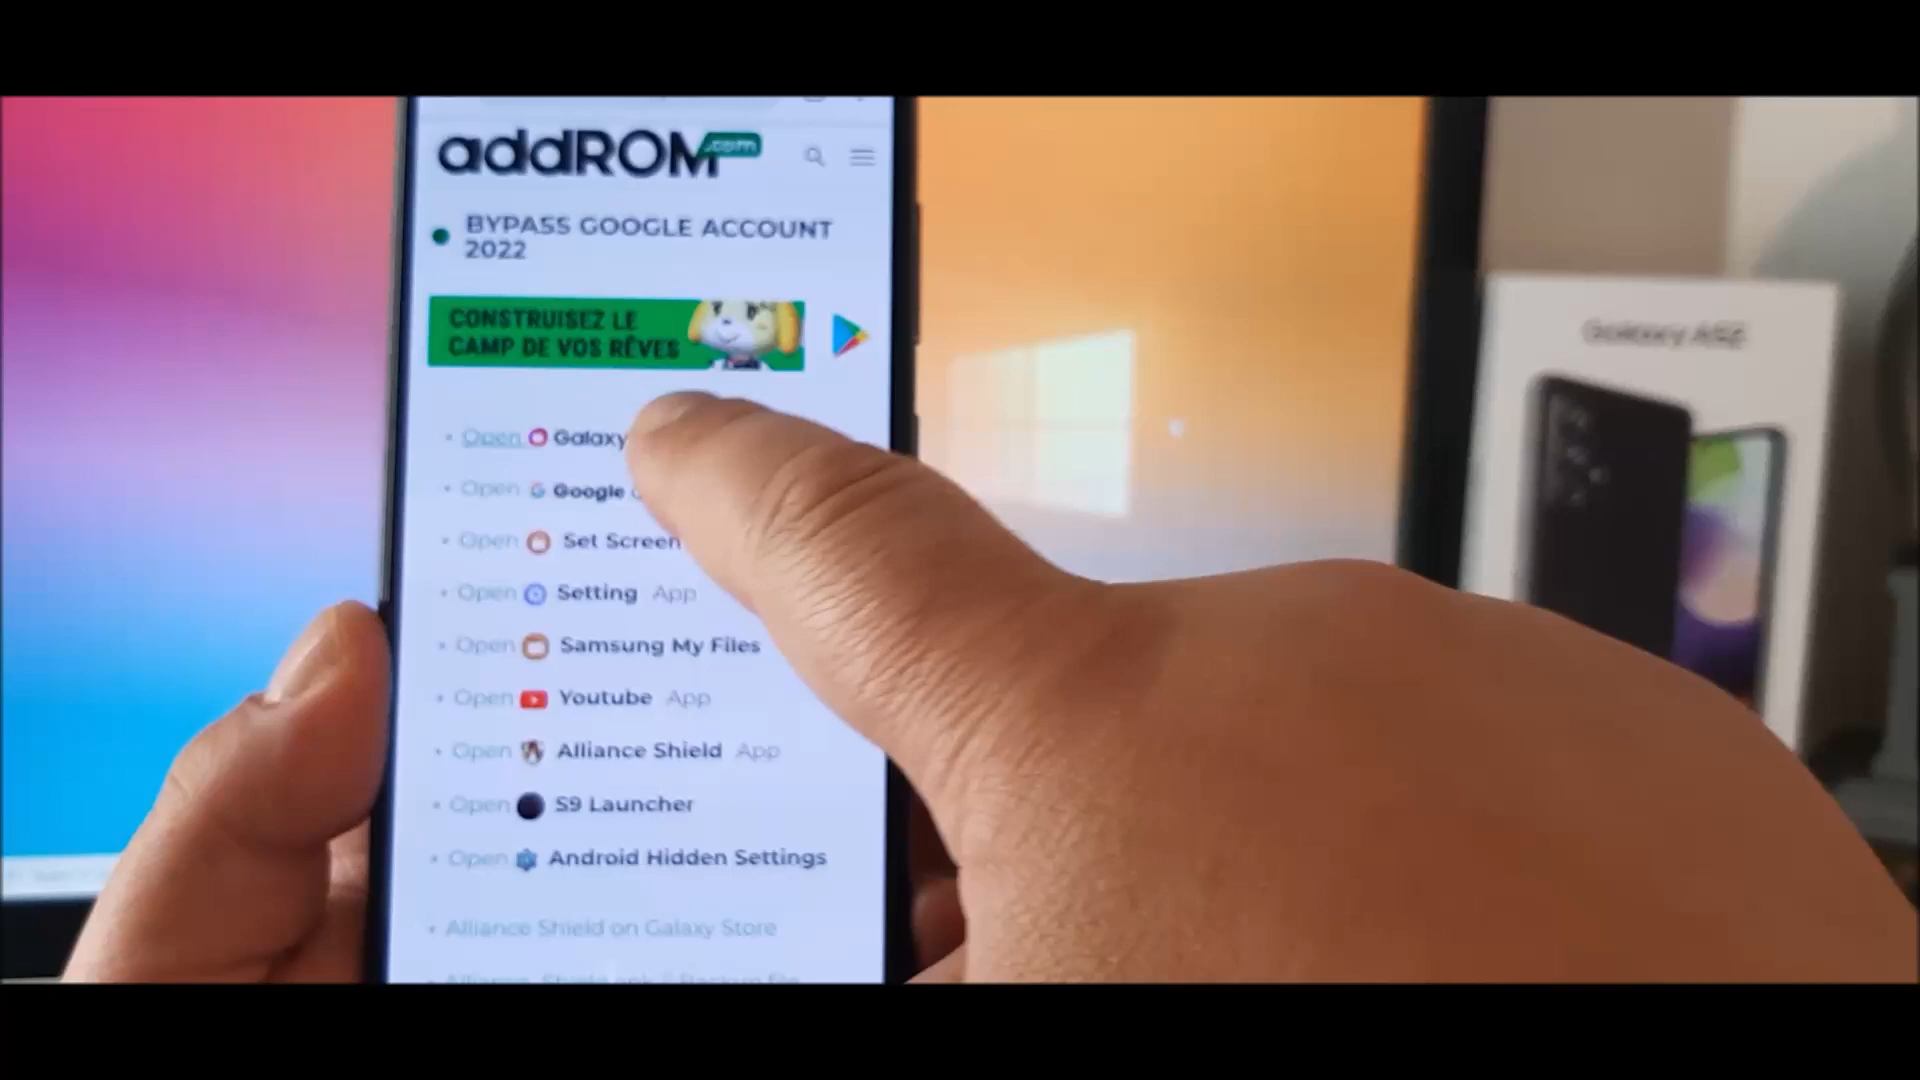 addROM.com
BYPASS GOOGLE ACCOUNT
2022
CONSTRUISEZ LE
CAMP DE VOS RÊVES
Open Galaxy
Open Google
Open Set Screen
Open Setting App
Open Samsung My Files
Open Youtube App
Open Alliance Shield App
Open S9 Launcher
Open Android Hidden Settings
Alliance Shield on Galaxy Store
Galaxy